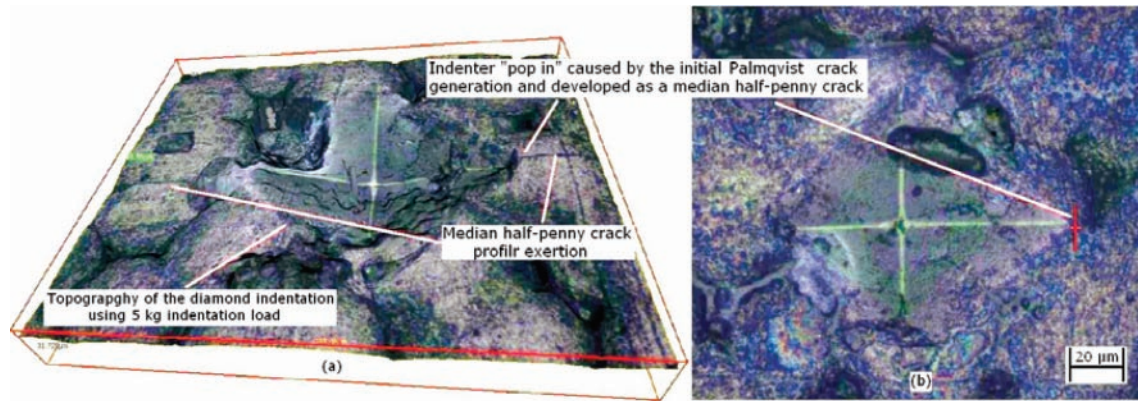 Indenter "pop in" caused by the initial Palmqvist crack
generation and developed as a median half-penny crack
Median half-penny crack
profilr exertion
Topograpghy of the diamond indentation
using 5 kg indentation load
(a)
(b)
20 µm